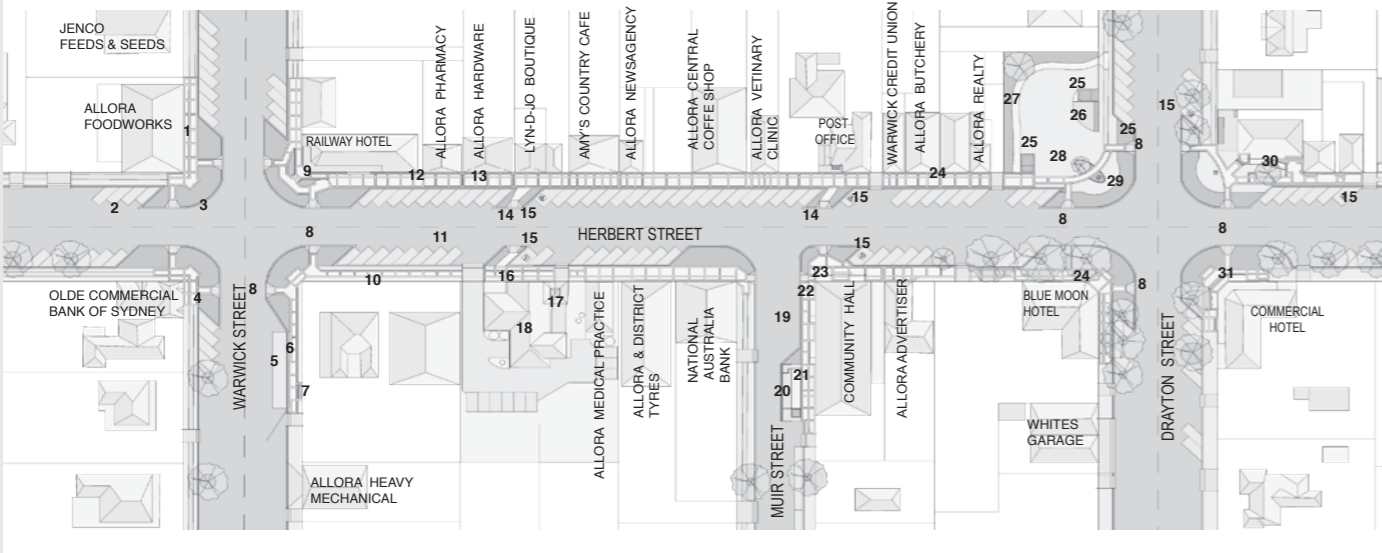 JENCO
FEEDS & SEEDS
ALLORA
FOODWORKS
1
2
3
RAILWAY HOTEL
9
ALLORA PHARMACY
12
ALLORA HARDWARE
13
LYN-D-JO BOUTIQUE
AMY'S COUNTRY CAFE
ALLORA NEWSAGENCY
ALLORA CENTRAL
COFFE SHOP
ALLORA VETINARY
CLINIC
POST
OFFICE
WARWICK CREDIT UNION
ALLORA BUTCHERY
24
ALLORA REALTY
27
25
26
25
28
25
8
29
15
30
15
8
11
14
15
15
HERBERT STREET
14
15
15
8
8
10
16
17
18
OLDE COMMERCIAL
BANK OF SYDNEY
4
8
WARWICK STREET
5
6
7
ALLORA HEAVY
MECHANICAL
ALLORA MEDICAL PRACTICE
ALLORA & DISTRICT
TYRES
NATIONAL
AUSTRALIA
BANK
23
22
19
21
20
MUIR STREET
COMMUNITY HALL
ALLORA ADVERTISER
24
BLUE MOON
HOTEL
8
WHITES
GARAGE
DRAYTON STREET
31
COMMERCIAL
HOTEL